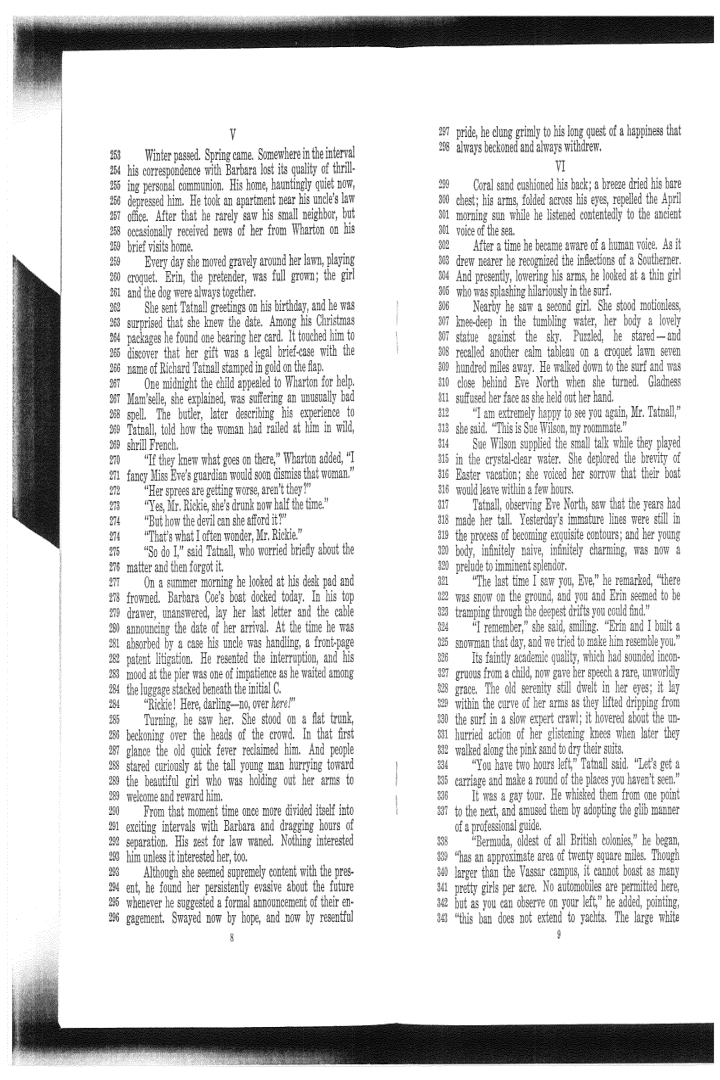 V
253 Winter passed. Spring came. Somewhere in the interval
254 his correspondence with Barbara lost its quality of thrill-
255 ing personal communion. His home, hauntingly quiet now,
256 depressed him. He took an apartment near his uncle's law
257 office. After that he rarely saw his small neighbor, but
258 occasionally received news of her from Wharton on his
259 brief visits home.
259 Every day she moved gravely around her lawn, playing
260 croquet. Erin, the pretender, was full grown; the girl
261 and the dog were always together.
262 She sent Tatnall greetings on his birthday, and he was
263 surprised that she knew the date. Among his Christmas
264 packages he found one bearing her card. It touched him to
265 discover that her gift was a legal brief-case with the
266 name of Richard Tatnall stamped in gold on the flap.
267 One midnight the child appealed to Wharton for help.
267 Mam'selle, she explained, was suffering an unusually bad
268 spell. The butler, later describing his experience to
269 Tatnall, told how the woman had railed at him in wild,
269 shrill French.
270 "If they knew what goes on there," Wharton added, "I
271 fancy Miss Eve's guardian would soon dismiss that woman."
272 "Her sprees are getting worse, aren't they?"
273 "Yes, Mr. Rickie, she's drunk now half the time."
274 "But how the devil can she afford it?"
274 "That's what I often wonder, Mr. Rickie."
275 "So do I," said Tatnall, who worried briefly about the
276 matter and then forgot it.
277 On a summer morning he looked at his desk pad and
278 frowned. Barbara Coe's boat docked today. In his top
279 drawer, unanswered, lay her last letter and the cable
280 announcing the date of her arrival. At the time he was
281 absorbed by a case his uncle was handling, a front-page
282 patent litigation. He resented the interruption, and his
283 mood at the pier was one of impatience as he waited among
284 the luggage stacked beneath the initial C.
284 "Rickie! Here, darling—no, over here!"
285 Turning, he saw her. She stood on a flat trunk,
286 beckoning over the heads of the crowd. In that first
287 glance the old quick fever reclaimed him. And people
288 stared curiously at the tall young man hurrying toward
289 the beautiful girl who was holding out her arms to
289 welcome and reward him.
290 From that moment time once more divided itself into
291 exciting intervals with Barbara and dragging hours of
292 separation. His zest for law waned. Nothing interested
293 him unless it interested her, too.
293 Although she seemed supremely content with the pres-
294 ent, he found her persistently evasive about the future
295 whenever he suggested a formal announcement of their en-
296 gagement. Swayed now by hope, and now by resentful
8
297 pride, he clung grimly to his long quest of a happiness that
298 always beckoned and always withdrew.
VI
299 Coral sand cushioned his back; a breeze dried his bare
300 chest; his arms, folded across his eyes, repelled the April
301 morning sun while he listened contentedly to the ancient
301 voice of the sea.
302 After a time he became aware of a human voice. As it
303 drew nearer he recognized the inflections of a Southerner.
304 And presently, lowering his arms, he looked at a thin girl
305 who was splashing hilariously in the surf.
306 Nearby he saw a second girl. She stood motionless,
307 knee-deep in the tumbling water, her body a lovely
307 statue against the sky. Puzzled, he stared—and
308 recalled another calm tableau on a croquet lawn seven
309 hundred miles away. He walked down to the surf and was
310 close behind Eve North when she turned. Gladness
311 suffused her face as she held out her hand.
312 "I am extremely happy to see you again, Mr. Tatnall,"
313 she said. "This is Sue Wilson, my roommate."
314 Sue Wilson supplied the small talk while they played
315 in the crystal-clear water. She deplored the brevity of
316 Easter vacation; she voiced her sorrow that their boat
316 would leave within a few hours.
317 Tatnall, observing Eve North, saw that the years had
318 made her tall. Yesterday's immature lines were still in
319 the process of becoming exquisite contours; and her young
320 body, infinitely naive, infinitely charming, was now a
320 prelude to imminent splendor.
321 "The last time I saw you, Eve," he remarked, "there
322 was snow on the ground, and you and Erin seemed to be
323 tramping through the deepest drifts you could find."
324 "I remember," she said, smiling. "Erin and I built a
325 snowman that day, and we tried to make him resemble you."
326 Its faintly academic quality, which had sounded incon-
327 gruous from a child, now gave her speech a rare, unworldly
328 grace. The old serenity still dwelt in her eyes; it lay
329 within the curve of her arms as they lifted dripping from
330 the surf in a slow expert crawl; it hovered about the un-
331 hurried action of her glistening knees when later they
332 walked along the pink sand to dry their suits.
334 "You have two hours left," Tatnall said. "Let's get a
335 carriage and make a round of the places you haven't seen."
336 It was a gay tour. He whisked them from one point
337 to the next, and amused them by adopting the glib manner
of a professional guide.
338 "Bermuda, oldest of all British colonies," he began,
339 "has an approximate area of twenty square miles. Though
340 larger than the Vassar campus, it cannot boast as many
341 pretty girls per acre. No automobiles are permitted here,
342 but as you can observe on your left," he added, pointing,
343 "this ban does not extend to yachts. The large white
9